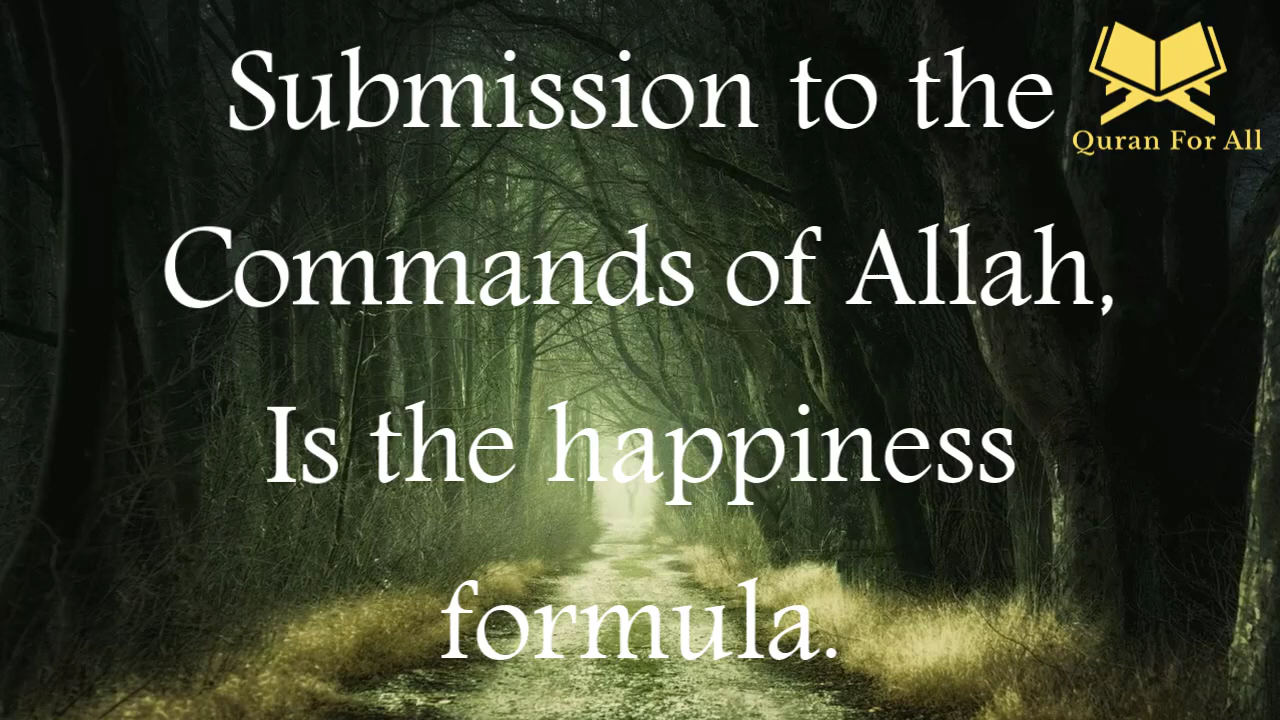 Submission to the
Quran For All
Commands of Allah,
Is the happiness
formula.